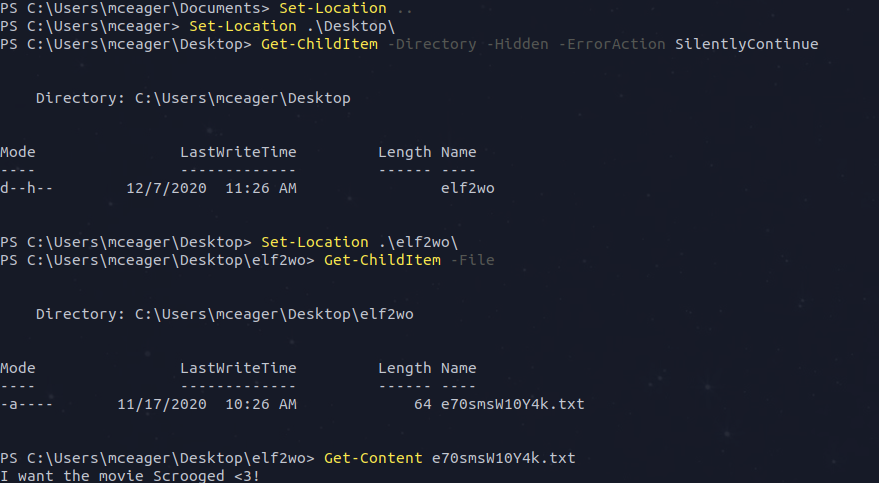 PS C:\Users\mceager\Documents> Set-Location ..
PS C:\Users\mceager> Set-Location .\Desktop\
PS C:\Users\mceager\Desktop> Get-ChildItem -Directory -Hidden -ErrorAction SilentlyContinue
Directory: C:\Users\mceager\Desktop
Mode LastWriteTime Length Name
---- ------------- ------ ----
d--h-- 12/7/2020 11:26 AM elf2wo
PS C:\Users\mceager\Desktop> Set-Location .\elf2wo\
PS C:\Users\mceager\Desktop\elf2wo> Get-ChildItem -File
Directory: C:\Users\mceager\Desktop\elf2wo
Mode LastWriteTime Length Name
---- ------------- ------ ----
-a---- 11/17/2020 10:26 AM 64 e70smsW10Y4k.txt
PS C:\Users\mceager\Desktop\elf2wo> Get-Content e70smsW10Y4k.txt
I want the movie Scrooged <3!